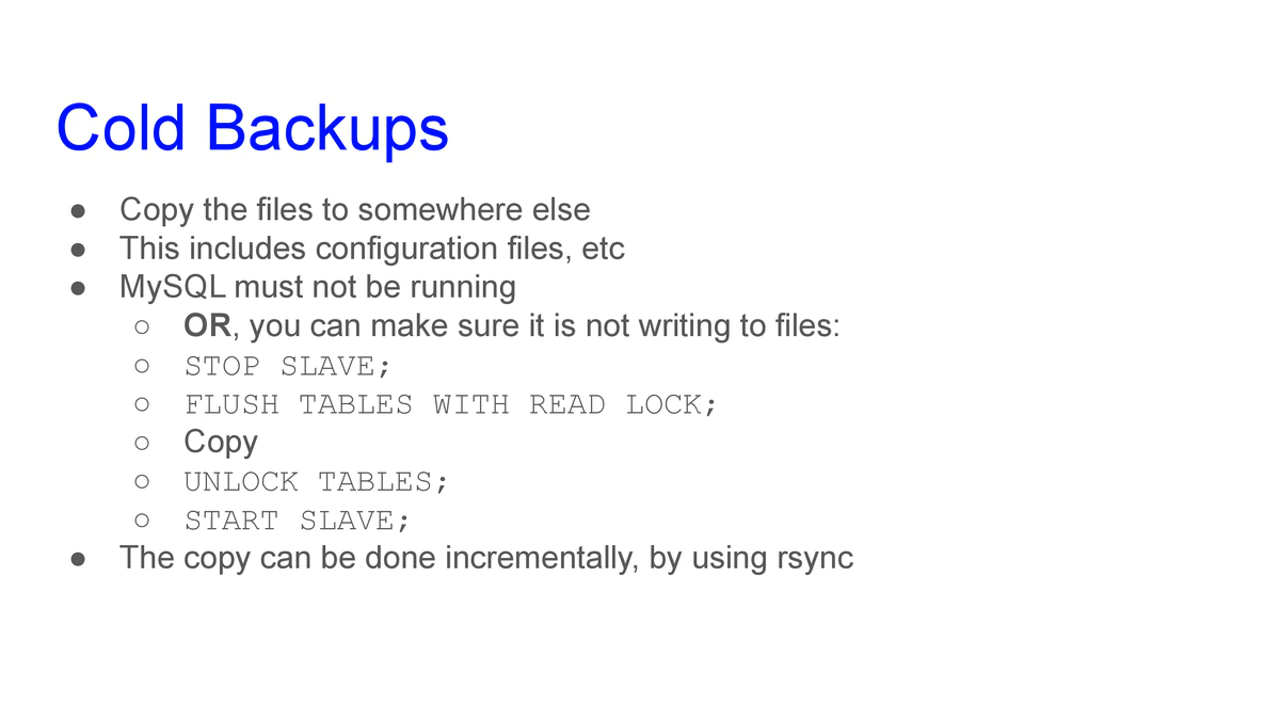 Cold Backups
● Copy the files to somewhere else
● This includes configuration files, etc
● MySQL must not be running
○ OR, you can make sure it is not writing to files:
○ STOP SLAVE;
○ FLUSH TABLES WITH READ LOCK;
○ Copy
○ UNLOCK TABLES;
○ START SLAVE;
● The copy can be done incrementally, by using rsync